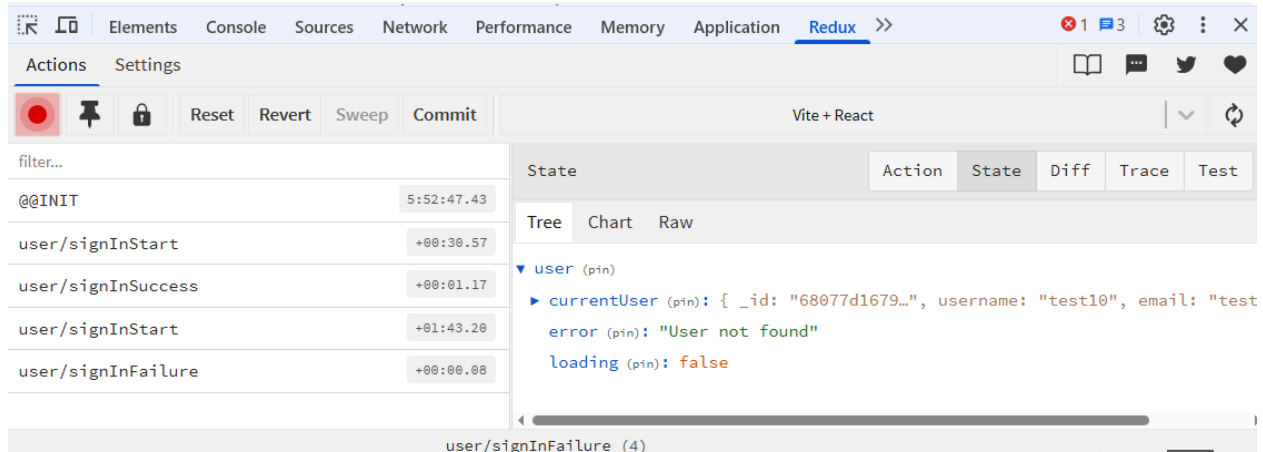 Elements Console Sources Network Performance Memory Application Redux 1 3
Actions Settings
Reset Revert Sweep Commit Vite + React
filter...
State Action State Diff Trace Test
@@INIT 5:52:47.43
Tree Chart Raw
user/signInStart +00:30.57
user (pin)
user/signInSuccess +00:01.17
currentUser (pin): { _id: "68077d1679…", username: "test10", email: "test
user/signInStart +01:43.20
error (pin): "User not found"
loading (pin): false
user/signInFailure +00:00.08
user/signInFailure (4)